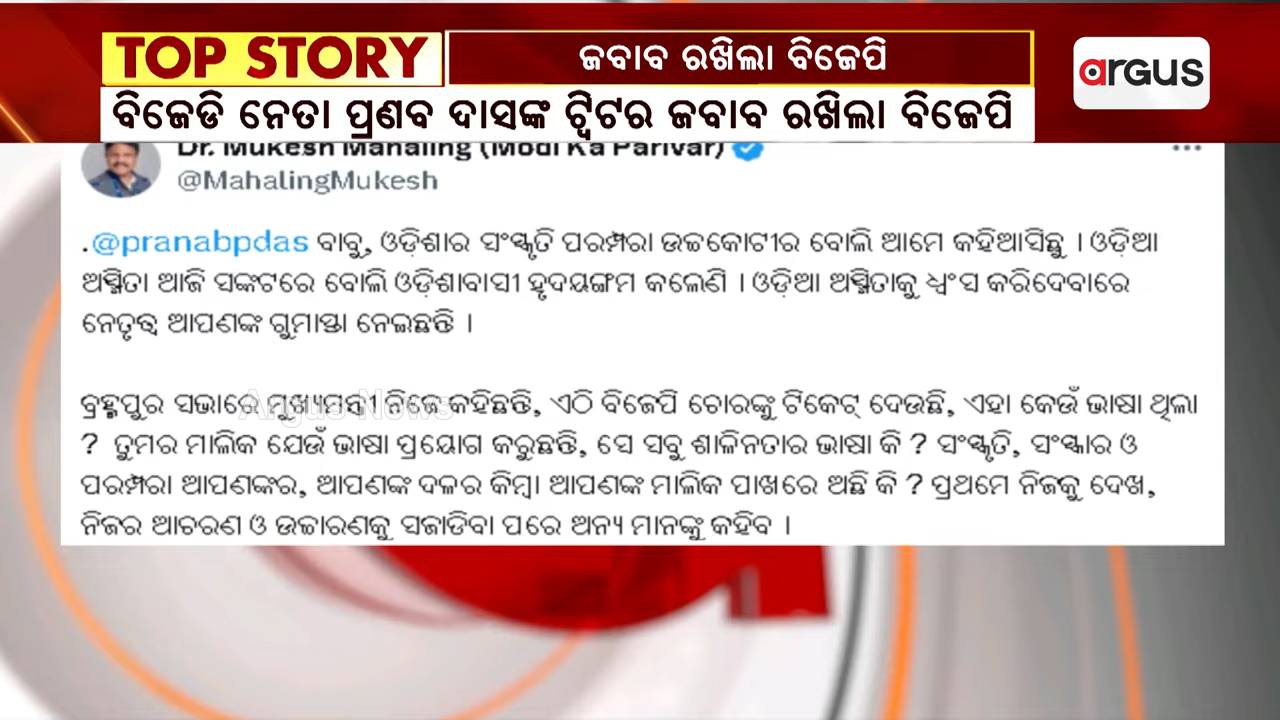 TOP STORY
ଜବାବ ରଖିଲା ବିଜେପି
argus
ବିଜେଡି ନେତା ପ୍ରଣବ ଦାସଙ୍କ ଟ୍ୱିଟର ଜବାବ ରଖିଲା ବିଜେପି
Dr. Mukesh Mahaling (Modi Ka Parivar)
@MahalingMukesh
.@pranabpdas ବାବୁ, ଓଡ଼ିଶାର ସଂସ୍କୃତି ପରମ୍ପରା ଉଚ୍ଚକୋଟୀର ବୋଲି ଆମେ କହିଆସିଛୁ । ଓଡ଼ିଆ
ଅସ୍ମିତା ଆଜି ସଙ୍କଟରେ ବୋଲି ଓଡ଼ିଶାବାସୀ ହୃଦୟଙ୍ଗମ କଲେଣି । ଓଡ଼ିଆ ଅସ୍ମିତାକୁ ଧ୍ୱଂସ କରିଦେବାରେ
ନେତୃତ୍ୱ ଆପଣଙ୍କ ଗୁମାସ୍ତା ନେଇଛନ୍ତି ।
ବ୍ରହ୍ମପୁର ସଭାରେ ମୁଖ୍ୟମନ୍ତ୍ରୀ ନିଜେ କହିଛନ୍ତି, ଏଠି ବିଜେପି ଚୋରଙ୍କୁ ଟିକେଟ୍ ଦେଉଛି, ଏହା କେଉଁ ଭାଷା ଥିଲା
Argus News
? ତୁମର ମାଲିକ ଯେଉଁ ଭାଷା ପ୍ରୟୋଗ କରୁଛନ୍ତି, ସେ ସବୁ ଶାଳିନତାର ଭାଷା କି ? ସଂସ୍କୃତି, ସଂସ୍କାର ଓ
ପରମ୍ପରା ଆପଣଙ୍କର, ଆପଣଙ୍କ ଦଳର କିମ୍ବା ଆପଣଙ୍କ ମାଲିକ ପାଖରେ ଅଛି କି ? ପ୍ରଥମେ ନିଜକୁ ଦେଖ,
ନିଜର ଆଚରଣ ଓ ଉଚ୍ଚାରଣକୁ ସଜାଡିବା ପରେ ଅନ୍ୟ ମାନଙ୍କୁ କହିବ ।